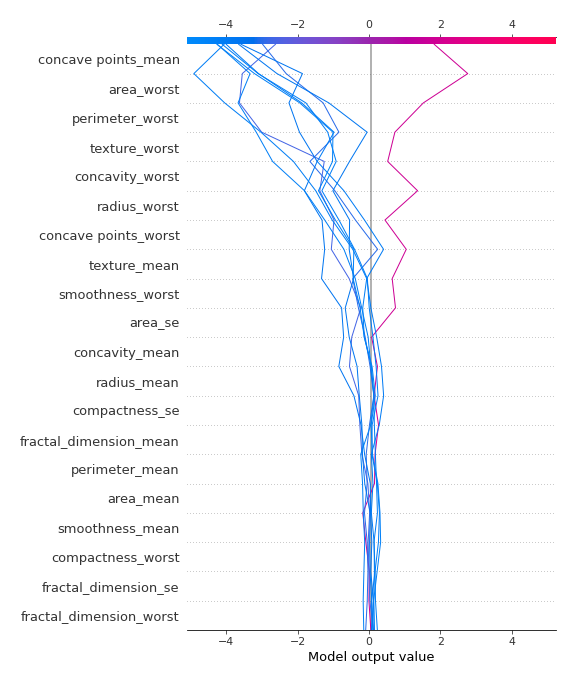 −4 −2 0 2 4
concave points_mean
area_worst
perimeter_worst
texture_worst
concavity_worst
radius_worst
concave points_worst
texture_mean
smoothness_worst
area_se
concavity_mean
radius_mean
compactness_se
fractal_dimension_mean
perimeter_mean
area_mean
smoothness_mean
compactness_worst
fractal_dimension_se
fractal_dimension_worst
−4 −2 0 2 4
Model output value